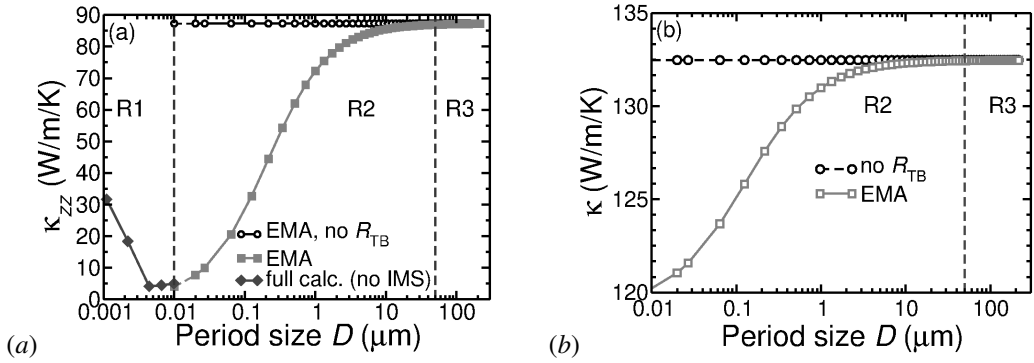 (a)
90
80
70
60
50
40
30
20
10
0
κZZ (W/m/K)
R1
R2
R3
EMA, no RTB
EMA
full calc. (no IMS)
0.001
0.01
0.1
1
10
100
Period size D (μm)
(a)
(b)
135
130
125
120
κ (W/m/K)
R2
R3
no RTB
EMA
0.01
0.1
1
10
100
Period size D (μm)
(b)